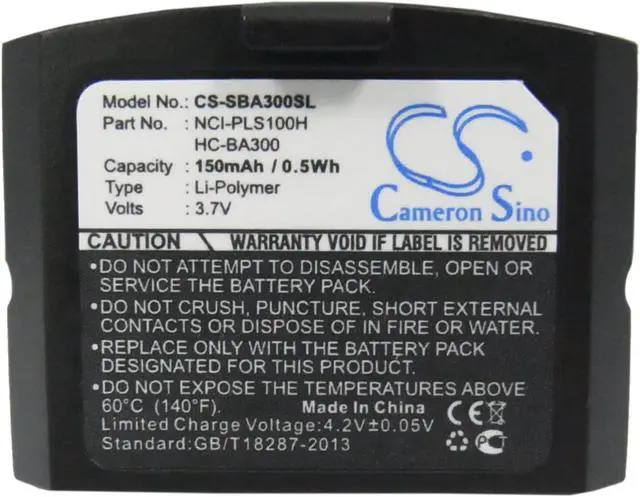 Model No.: CS-SBA300SL
Part No. : NCI-PLS100H
HC-BA300
Capacity : 150mAh / 0.5Wh
Type : Li-Polymer
Volts : 3.7V
CS
Cameron Sino
CAUTION
WARRANTY VOID IF LABEL IS REMOVED
•DO NOT ATTEMPT TO DISASSEMBLE, OPEN OR
SERVICE THE BATTERY PACK.
•DO NOT CRUSH, PUNCTURE, SHORT EXTERNAL
CONTACTS OR DISPOSE OF IN FIRE OR WATER.
•REPLACE ONLY WITH THE BATTERY PACK
DESIGNATED FOR THIS PRODUCT.
•DO NOT EXPOSE THE TEMPERATURES ABOVE
60°C (140°F). Made In China
Limited Charge Voltage:4.2V±0.05V
Standard:GB/T18287-2013
CE
PCT